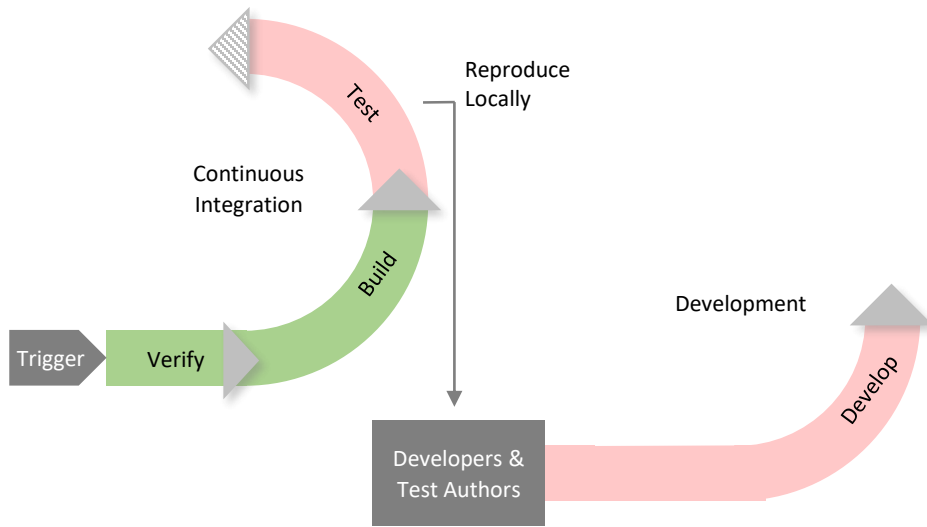 Test
Reproduce
Locally
Continuous
Integration
Build
Trigger
Verify
Development
Develop
Developers &
Test Authors